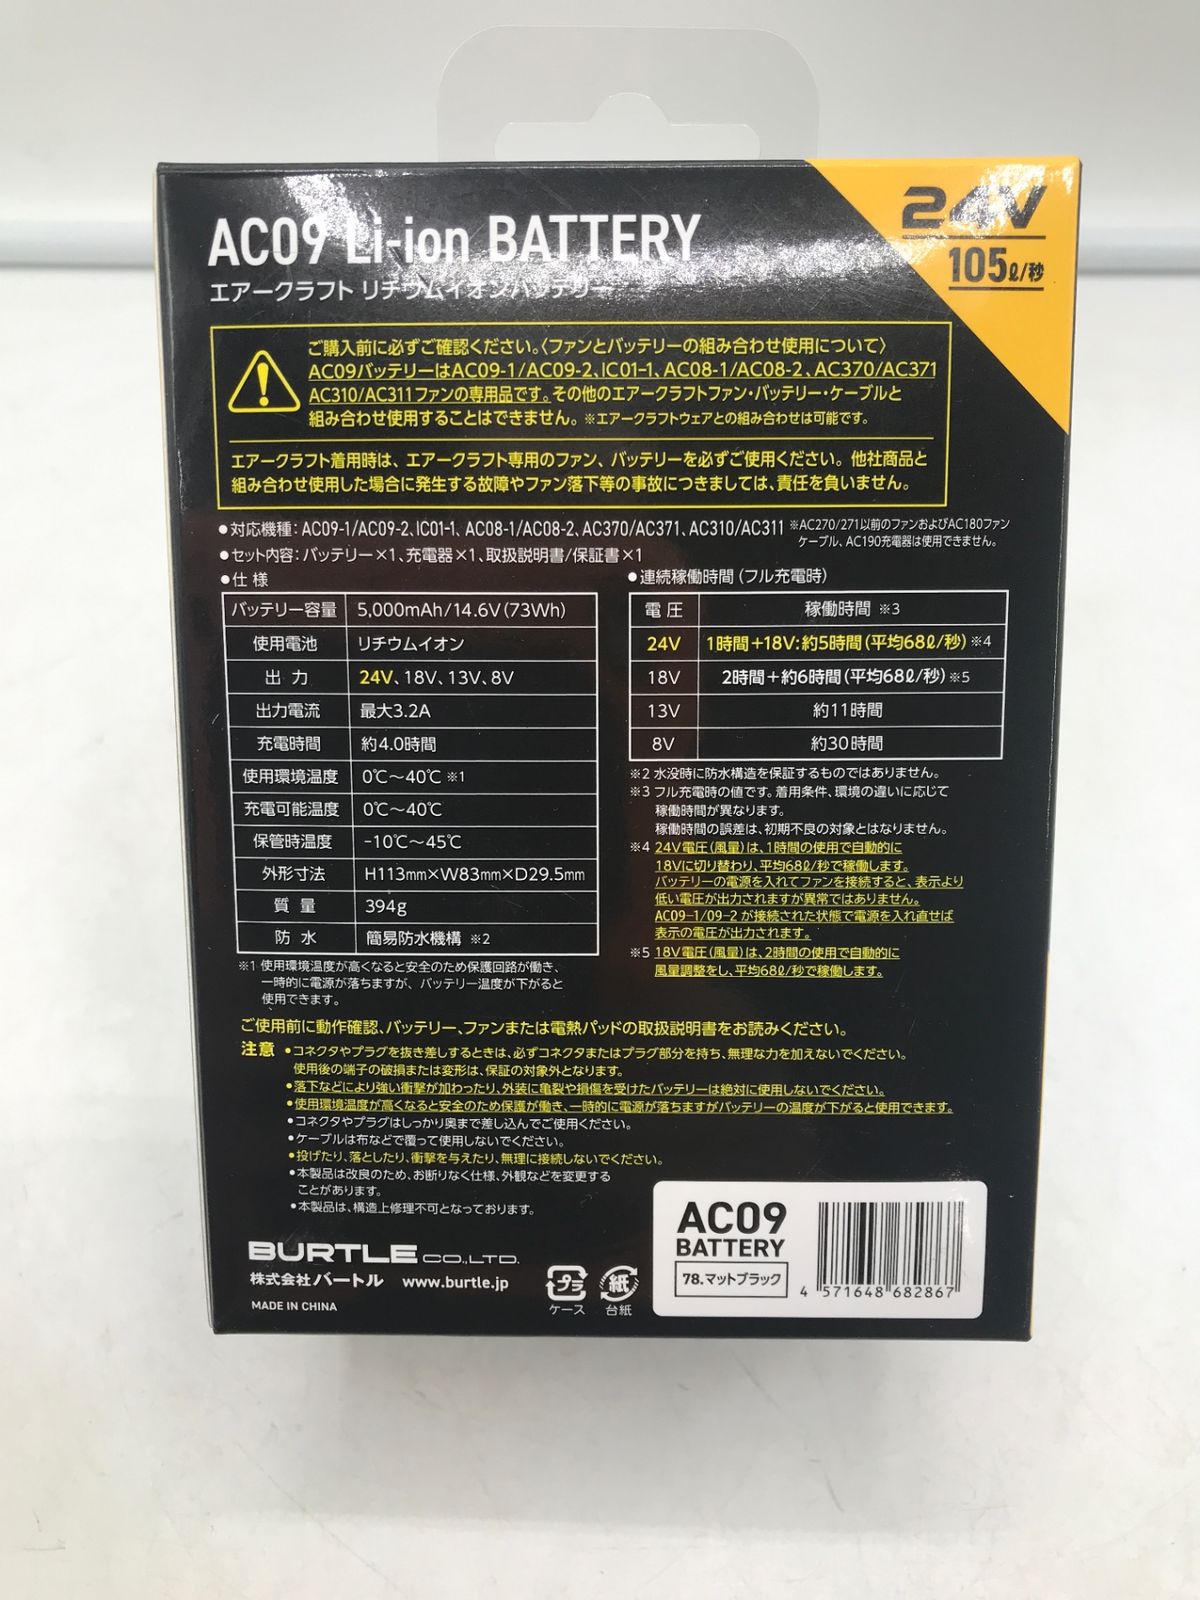 AC09 Li-ion BATTERY
エアークラフト リチウムイオンバッテリー
24V
105ℓ/秒
ご購入前に必ずご確認ください。〈ファンとバッテリーの組み合わせ使用について〉
AC09バッテリーはAC09-1/AC09-2、IC01-1、AC08-1/AC08-2、AC370/AC371
AC310/AC311ファンの専用品です。その他のエアークラフトファン・バッテリー・ケーブルと
組み合わせ使用することはできません。※エアークラフトウェアとの組み合わせは可能です。
エアークラフト着用時は、エアークラフト専用のファン、バッテリーを必ずご使用ください。他社商品と
組み合わせ使用した場合に発生する故障やファン落下等の事故につきましては、責任を負いません。
●対応機種：AC09-1/AC09-2、IC01-1、AC08-1/AC08-2、AC370/AC371、AC310/AC311 ※AC270/271以前のファンおよびAC180ファン
ケーブル、AC190充電器は使用できません。
●セット内容：バッテリー×1、充電器×1、取扱説明書/保証書×1
●仕様
バッテリー容量 5,000mAh/14.6V(73Wh)
使用電池 リチウムイオン
出力 24V、18V、13V、8V
出力電流 最大3.2A
充電時間 約4.0時間
使用環境温度 0℃～40℃ ※1
充電可能温度 0℃～40℃
保管時温度 -10℃～45℃
外形寸法 H113mm×W83mm×D29.5mm
質量 394g
防水 簡易防水機構 ※2
※1 使用環境温度が高くなると安全のため保護回路が働き、
一時的に電源が落ちますが、バッテリー温度が下がると
使用できます。
●連続稼働時間（フル充電時）
電圧 稼働時間 ※3
24V 1時間＋18V：約5時間（平均68ℓ/秒）※4
18V 2時間＋約6時間（平均68ℓ/秒）※5
13V 約11時間
8V 約30時間
※2 水没時に防水構造を保証するものではありません。
※3 フル充電時の値です。着用条件、環境の違いに応じて
稼働時間が異なります。
稼働時間の誤差は、初期不良の対象とはなりません。
※4 24V電圧（風量）は、1時間の使用で自動的に
18Vに切り替わり、平均68ℓ/秒で稼働します。
バッテリーの電源を入れてファンを接続すると、表示より
低い電圧が出力されますが異常ではありません。
AC09-1/09-2 が接続された状態で電源を入れ直せば
表示の電圧が出力されます。
※5 18V電圧（風量）は、2時間の使用で自動的に
風量調整をし、平均68ℓ/秒で稼働します。
ご使用前に動作確認、バッテリー、ファンまたは電熱パッドの取扱説明書をお読みください。
注意 ●コネクタやプラグを抜き差しするときは、必ずコネクタまたはプラグ部分を持ち、無理な力を加えないでください。
使用後の端子の破損または変形は、保証の対象外となります。
●落下などにより強い衝撃が加わったり、外装に亀裂や損傷を受けたバッテリーは絶対に使用しないでください。
●使用環境温度が高くなると安全のため保護が働き、一時的に電源が落ちますがバッテリーの温度が下がると使用できます。
●コネクタやプラグはしっかり奥まで差し込んでご使用ください。
●ケーブルは布などで覆って使用しないでください。
●投げたり、落としたり、衝撃を与えたり、無理に接続しないでください。
●本製品は改良のため、お断りなく仕様、外観などを変更する
ことがあります。
●本製品は、構造上修理不可となっております。
BURTLE CO.,LTD.
株式会社バートル www.burtle.jp
MADE IN CHINA
プラ
ケース
紙
台紙
AC09
BATTERY
78.マットブラック
4 571648 682867